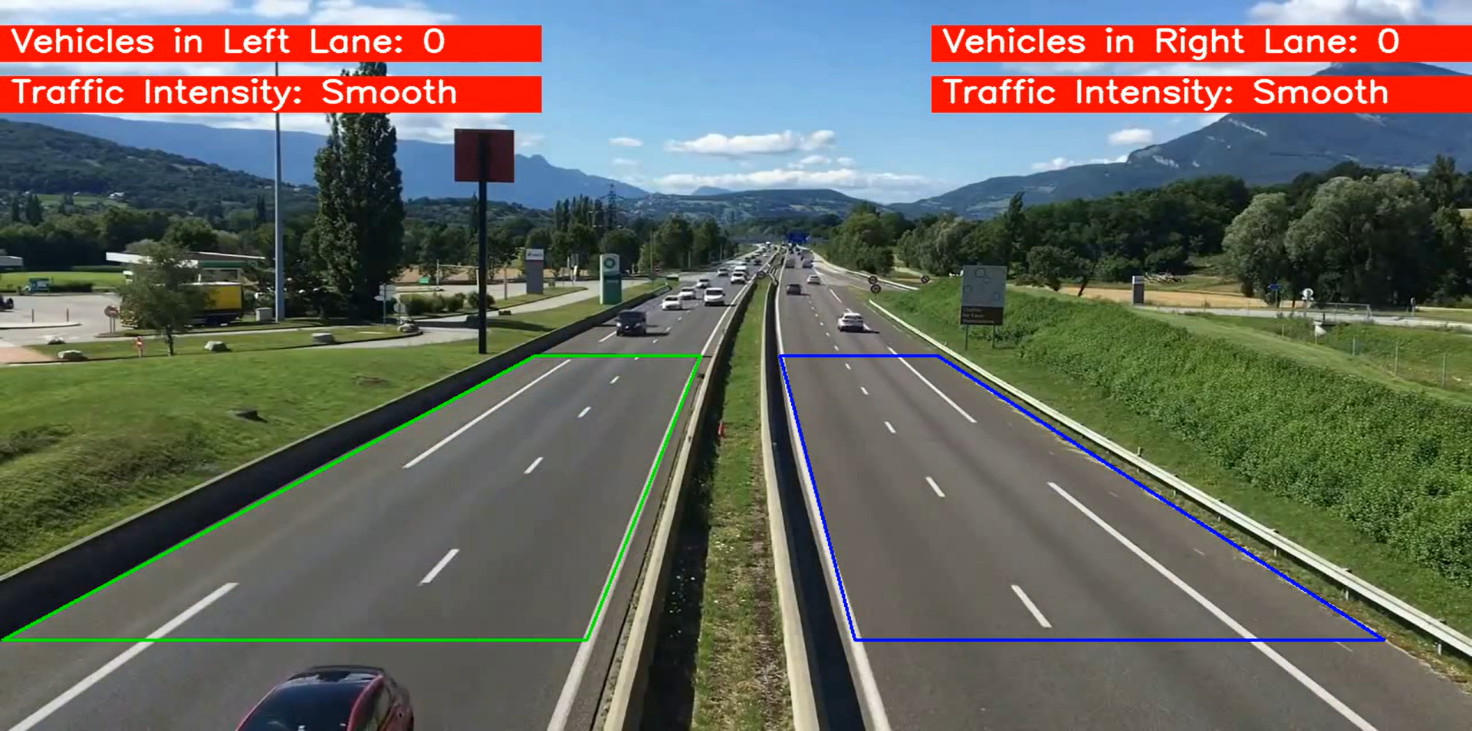 Vehicles in Left Lane: 0
Traffic Intensity: Smooth
Vehicles in Right Lane: 0
Traffic Intensity: Smooth